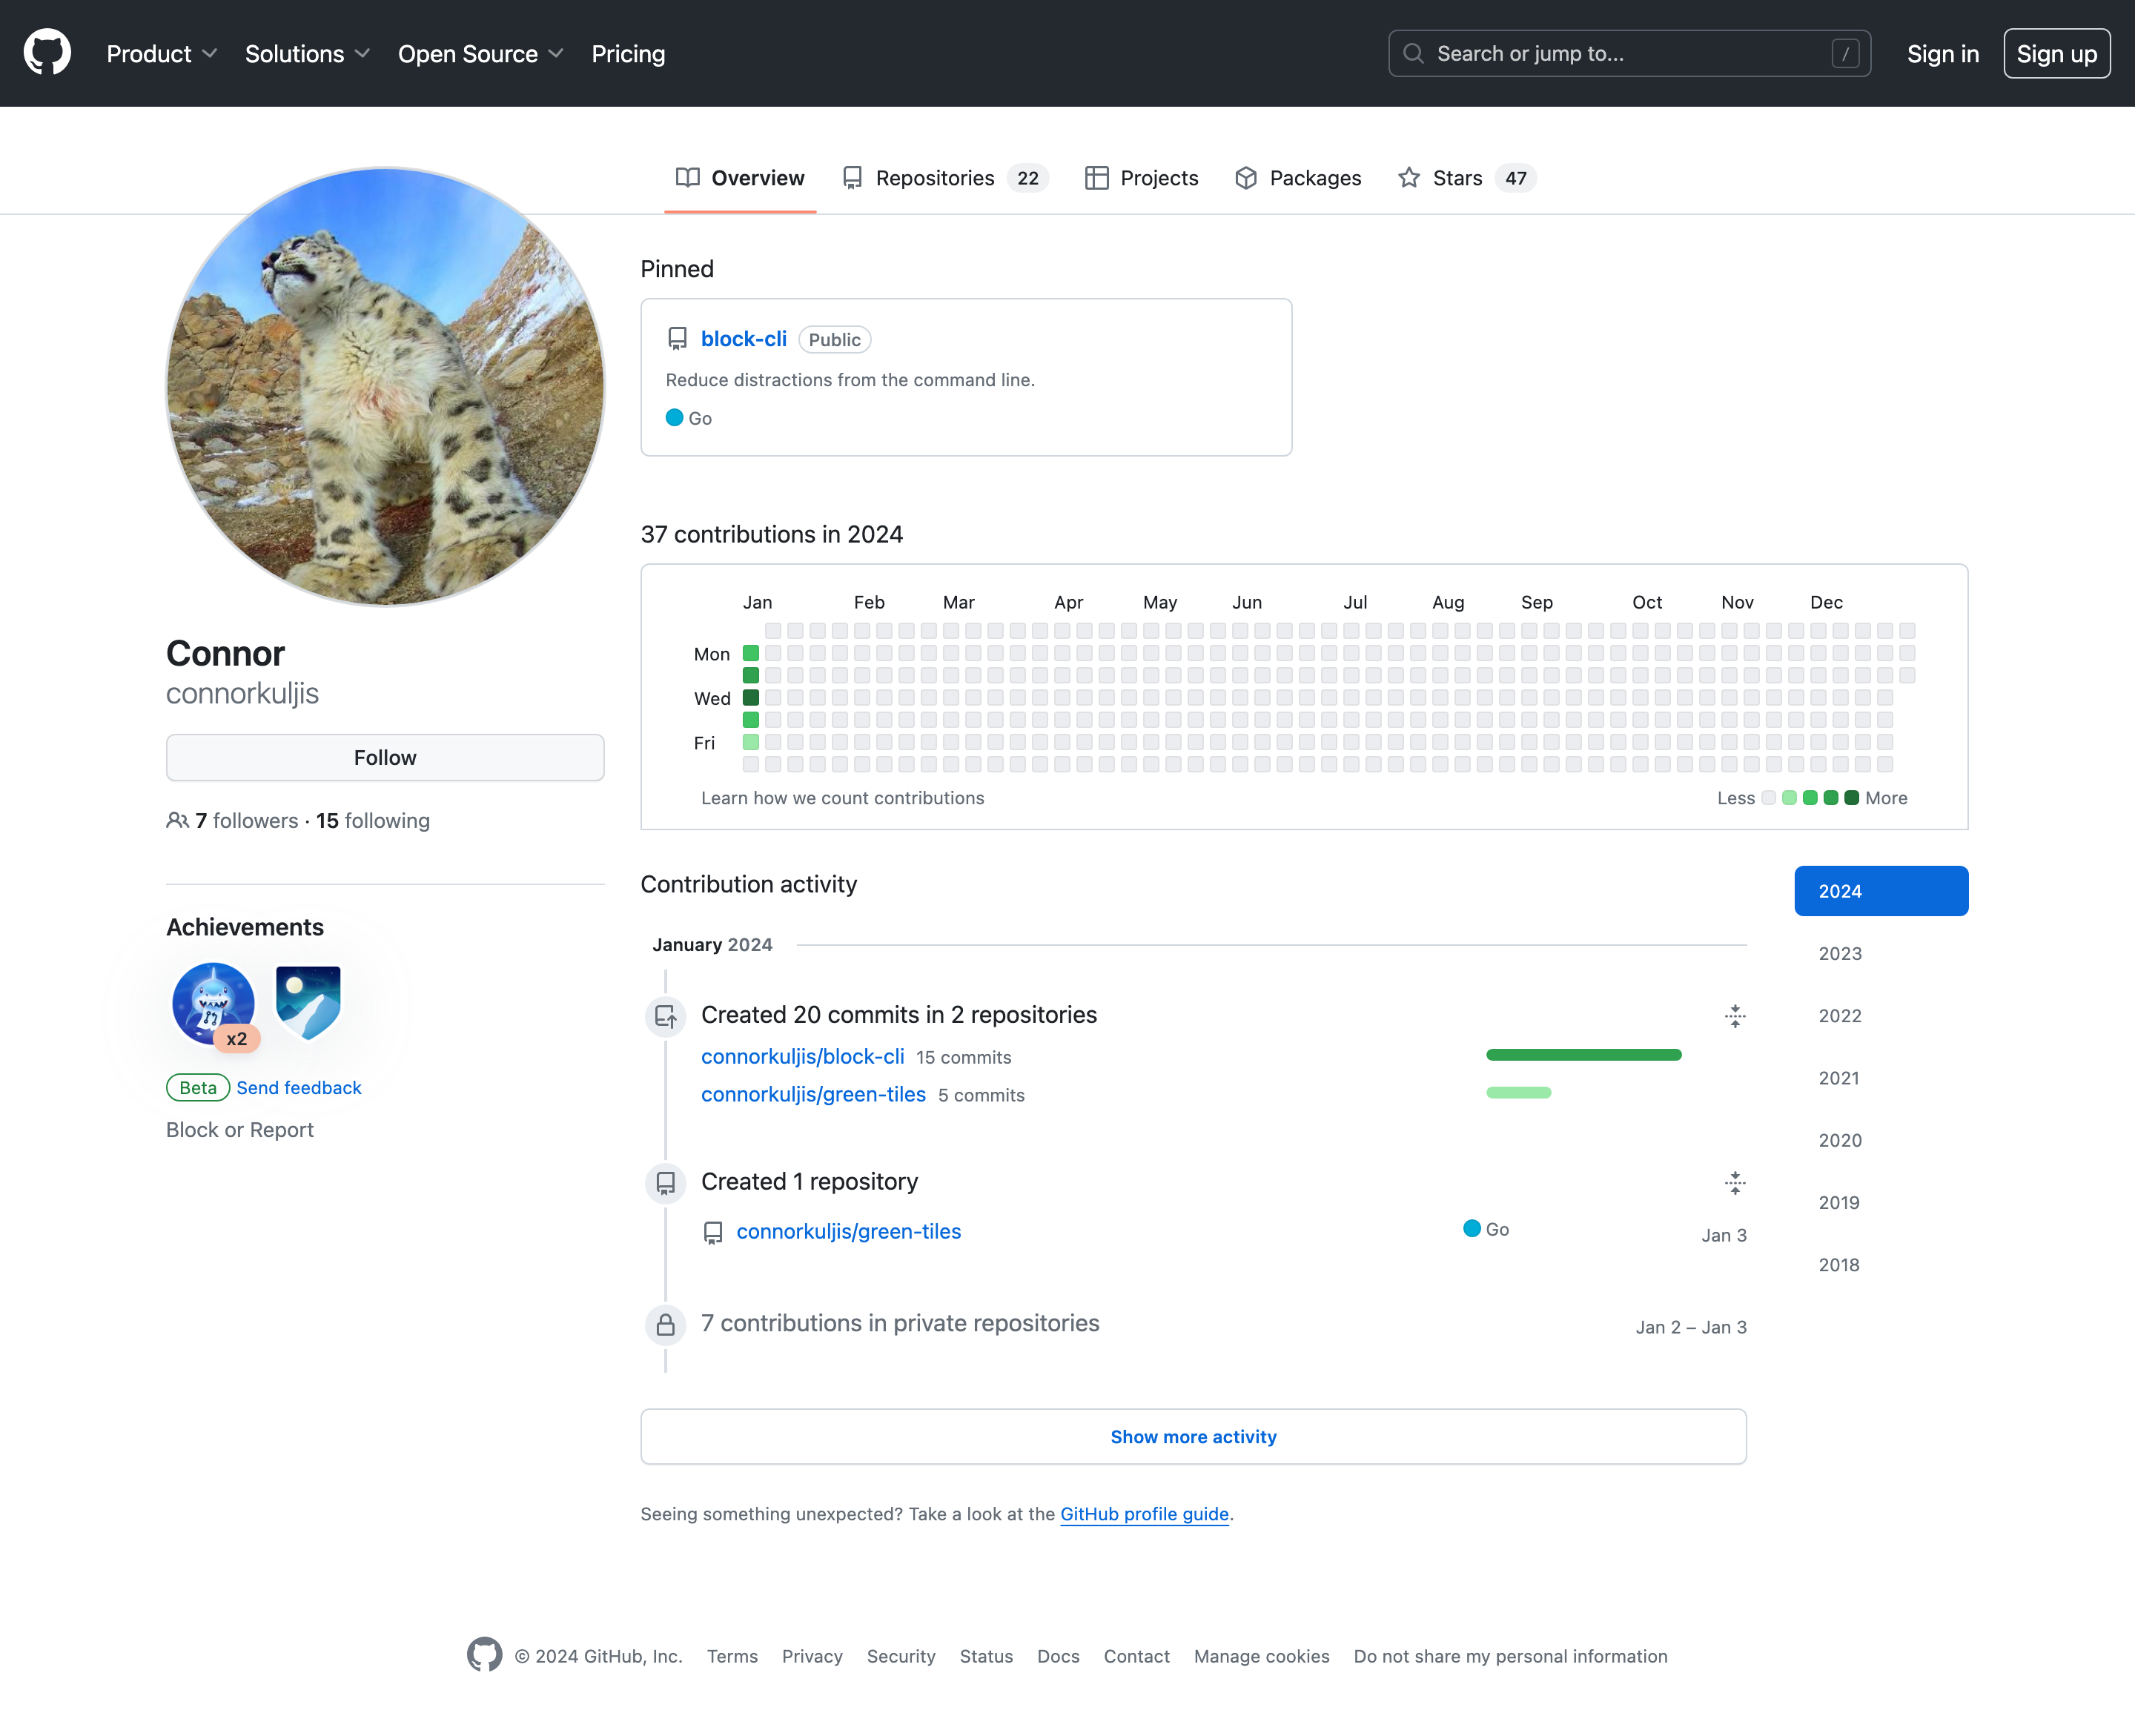 Product Solutions Open Source Pricing Search or jump to... / Sign in Sign up
Overview Repositories 22 Projects Packages Stars 47
Pinned
block-cli Public
Reduce distractions from the command line.
Go
37 contributions in 2024
Jan Feb Mar Apr May Jun Jul Aug Sep Oct Nov Dec
Mon
Wed
Fri
Learn how we count contributions Less More
Connor
connorkuljis
Follow
7 followers · 15 following
Achievements
x2
Beta Send feedback
Block or Report
Contribution activity
January 2024
Created 20 commits in 2 repositories
connorkuljis/block-cli 15 commits
connorkuljis/green-tiles 5 commits
Created 1 repository
connorkuljis/green-tiles Go Jan 3
7 contributions in private repositories Jan 2 – Jan 3
Show more activity
Seeing something unexpected? Take a look at the GitHub profile guide.
2024
2023
2022
2021
2020
2019
2018
© 2024 GitHub, Inc. Terms Privacy Security Status Docs Contact Manage cookies Do not share my personal information